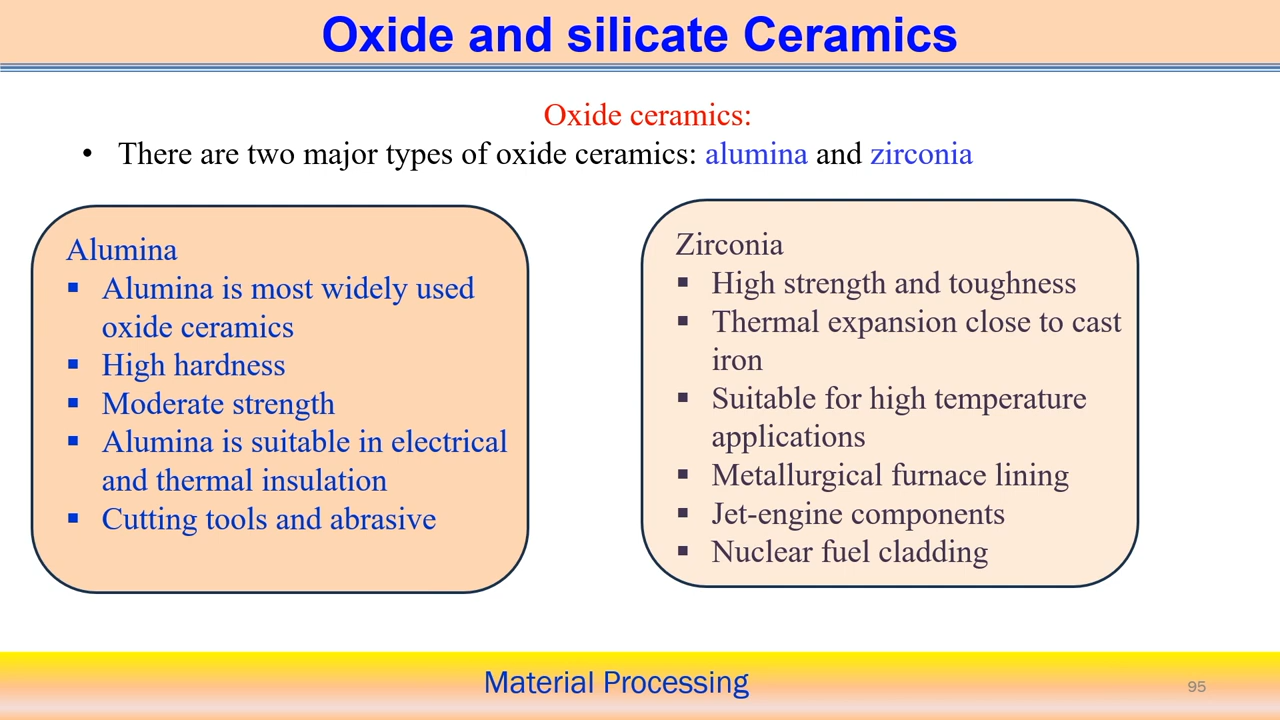 Oxide and silicate Ceramics
Oxide ceramics:
• There are two major types of oxide ceramics: alumina and zirconia
Alumina
▪ Alumina is most widely used
oxide ceramics
▪ High hardness
▪ Moderate strength
▪ Alumina is suitable in electrical
and thermal insulation
▪ Cutting tools and abrasive
Zirconia
▪ High strength and toughness
▪ Thermal expansion close to cast
iron
▪ Suitable for high temperature
applications
▪ Metallurgical furnace lining
▪ Jet-engine components
▪ Nuclear fuel cladding
Material Processing
95